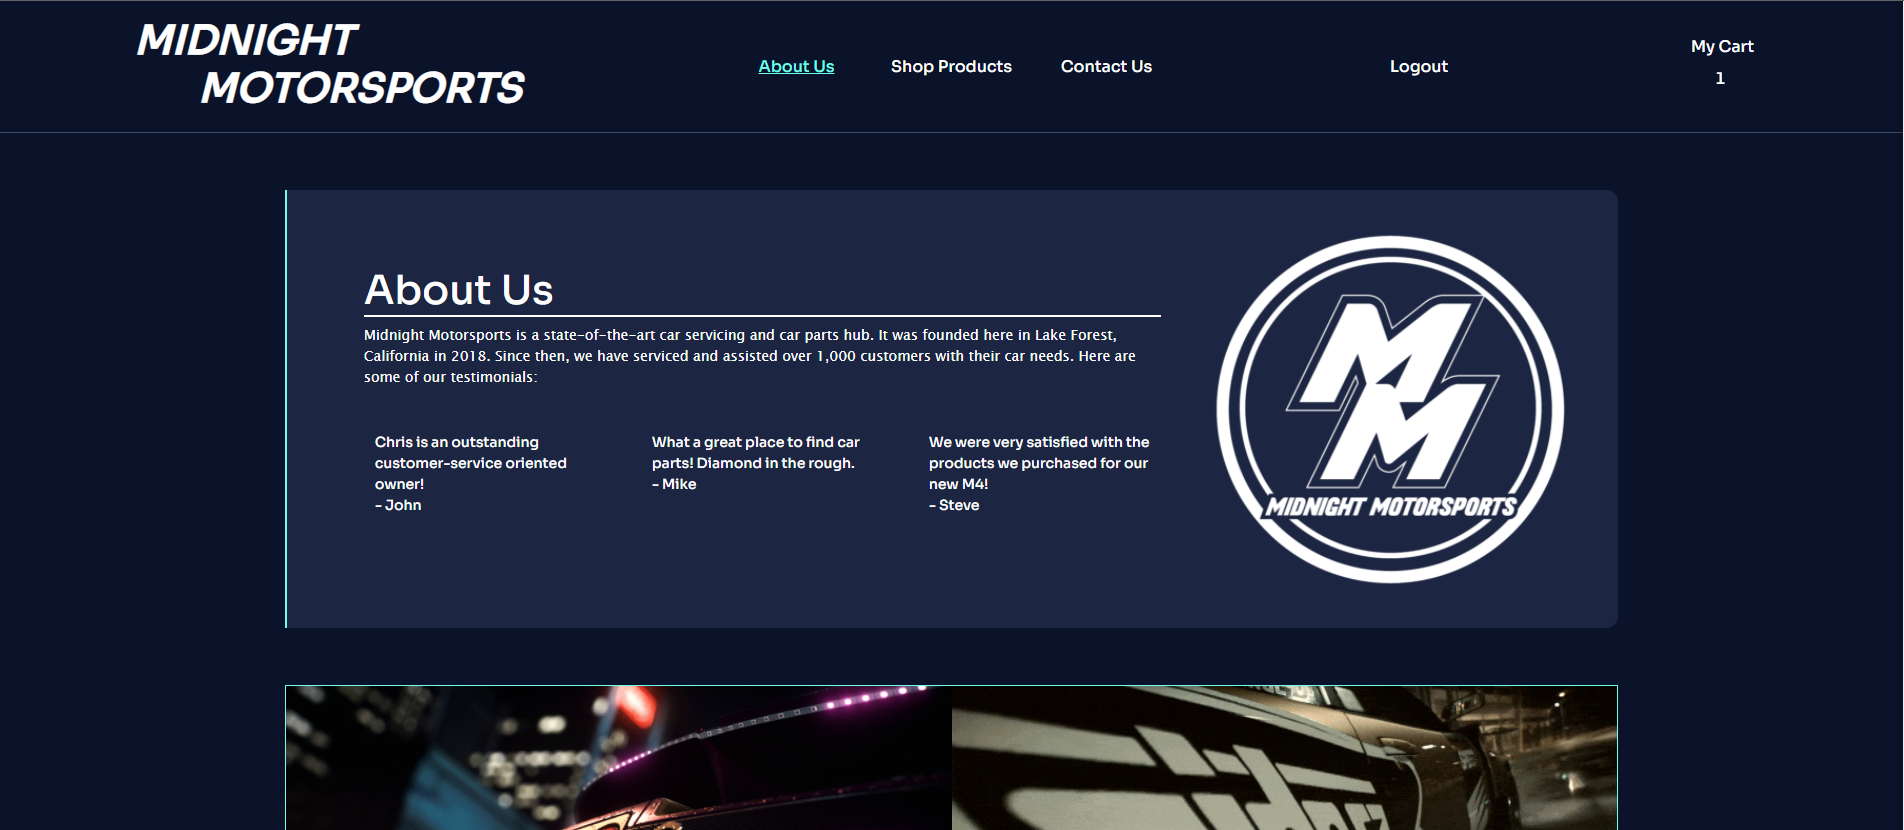 MIDNIGHT
MOTORSPORTS
About Us
Shop Products
Contact Us
Logout
My Cart
1
About Us
Midnight Motorsports is a state-of-the-art car servicing and car parts hub. It was founded here in Lake Forest,
California in 2018. Since then, we have serviced and assisted over 1,000 customers with their car needs. Here are
some of our testimonials:
Chris is an outstanding
customer-service oriented
owner!
- John
What a great place to find car
parts! Diamond in the rough.
- Mike
We were very satisfied with the
products we purchased for our
new M4!
- Steve
MM
MIDNIGHT MOTORSPORTS